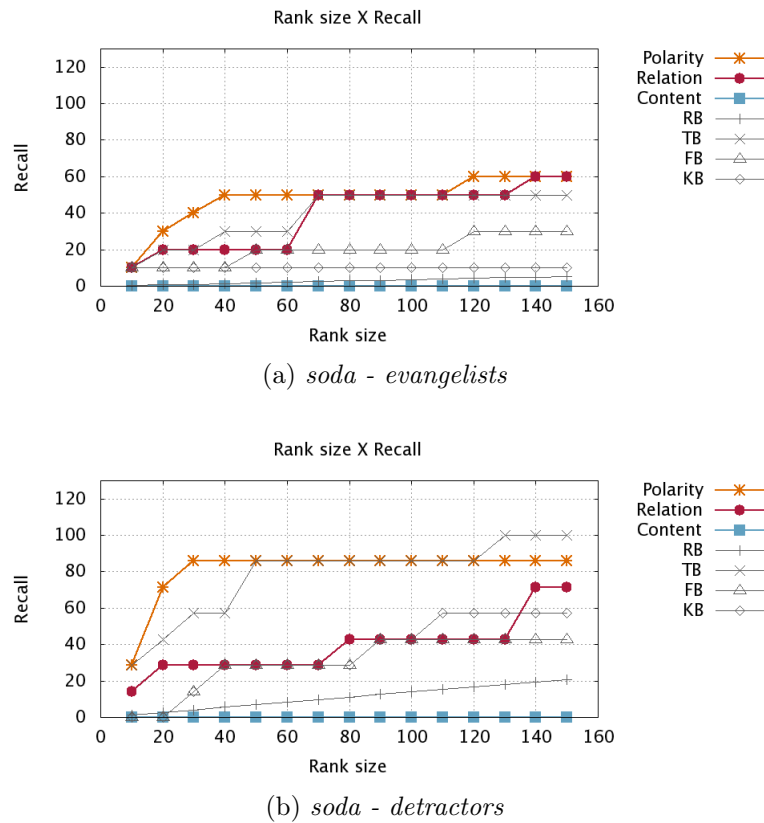 Rank size X Recall
120
100
80
60
40
20
0
Recall
0 20 40 60 80 100 120 140 160
Rank size
Polarity
Relation
Content
RB
TB
FB
KB
(a) soda - evangelists
Rank size X Recall
120
100
80
60
40
20
0
Recall
0 20 40 60 80 100 120 140 160
Rank size
Polarity
Relation
Content
RB
TB
FB
KB
(b) soda - detractors